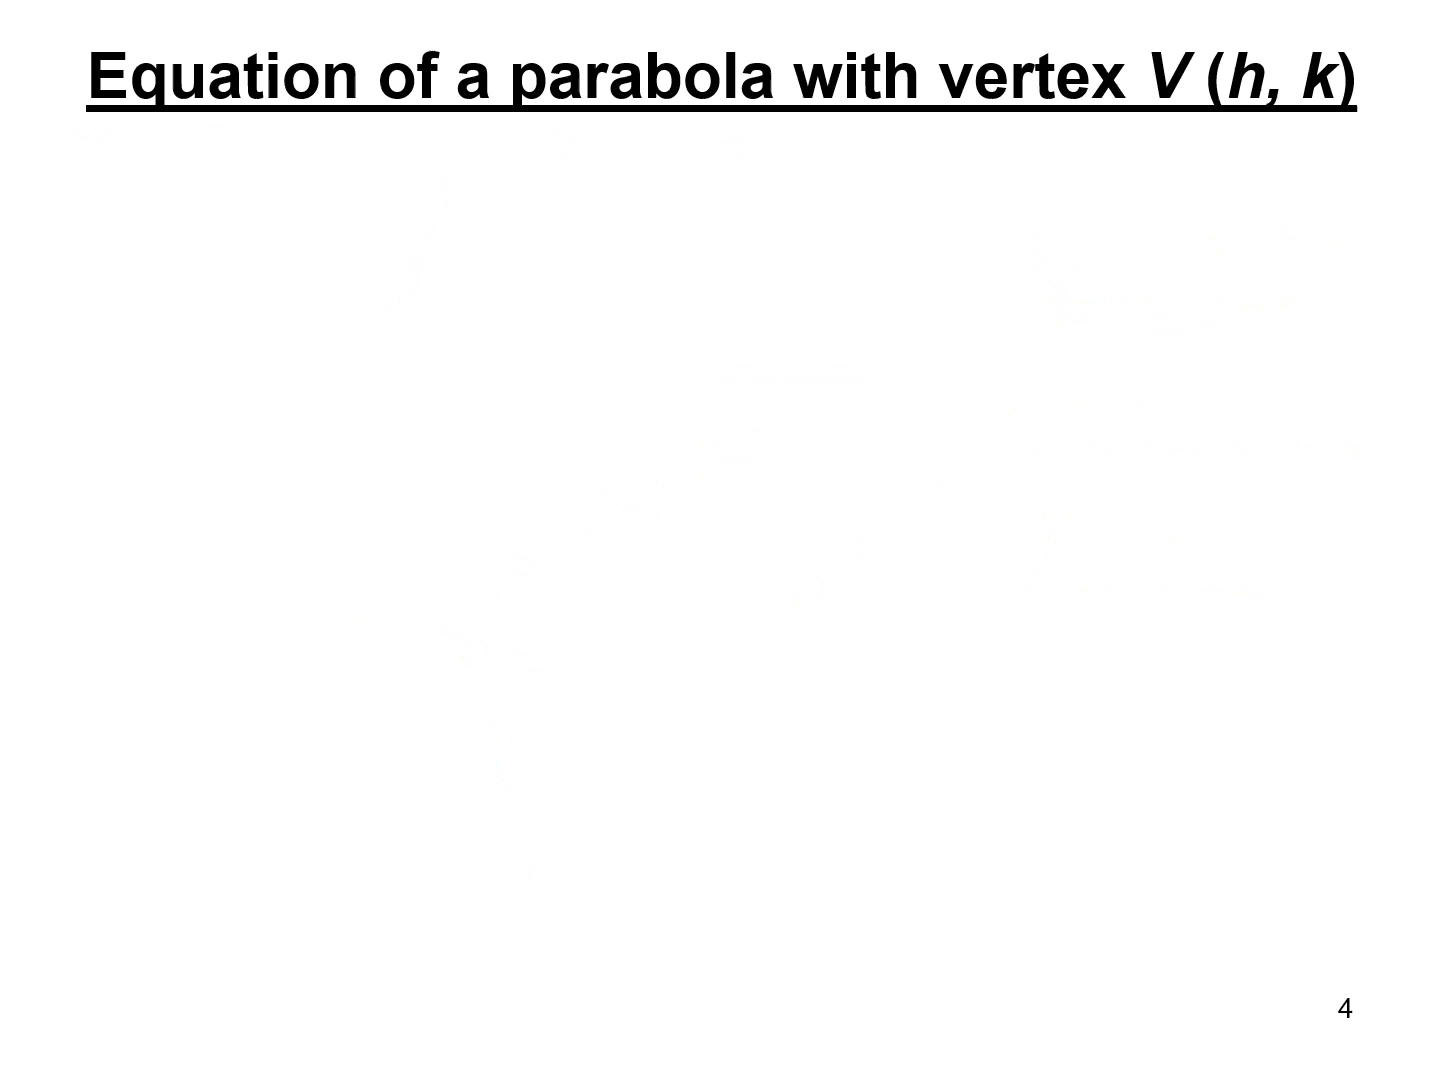 Equation of a parabola with vertex V (h, k)
4